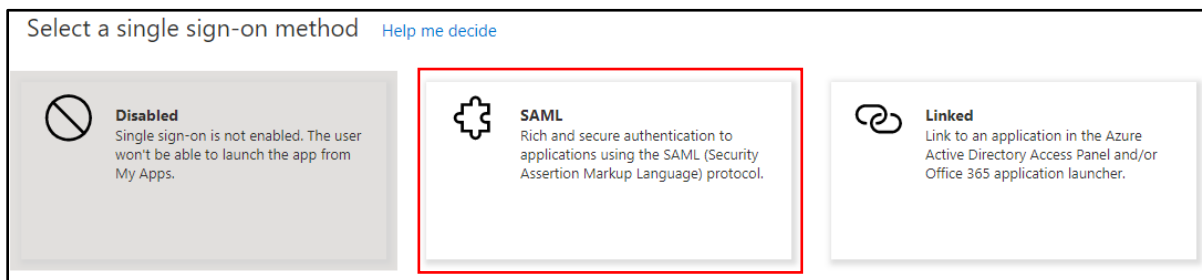 Select a single sign-on method Help me decide
Disabled
Single sign-on is not enabled. The user
won't be able to launch the app from
My Apps.
SAML
Rich and secure authentication to
applications using the SAML (Security
Assertion Markup Language) protocol.
Linked
Link to an application in the Azure
Active Directory Access Panel and/or
Office 365 application launcher.